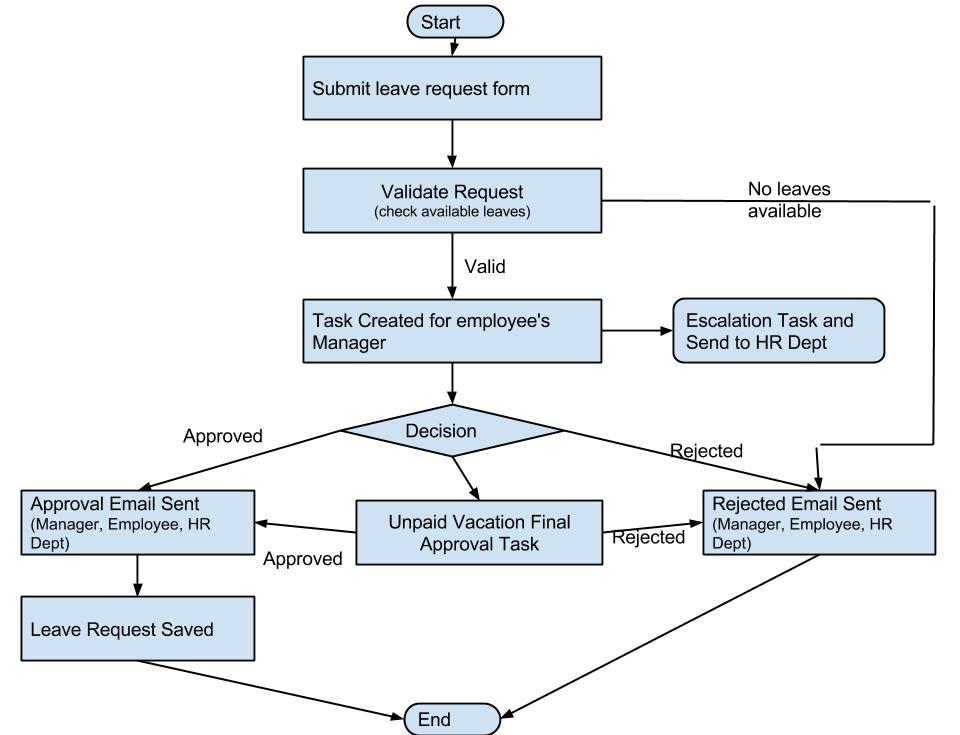 Start
Submit leave request form
Validate Request
(check available leaves)
No leaves
available
Valid
Task Created for employee's
Manager
Escalation Task and
Send to HR Dept
Decision
Approved
Rejected
Approval Email Sent
(Manager, Employee, HR
Dept)
Unpaid Vacation Final
Approval Task
Rejected Email Sent
(Manager, Employee, HR
Dept)
Approved
Rejected
Leave Request Saved
End